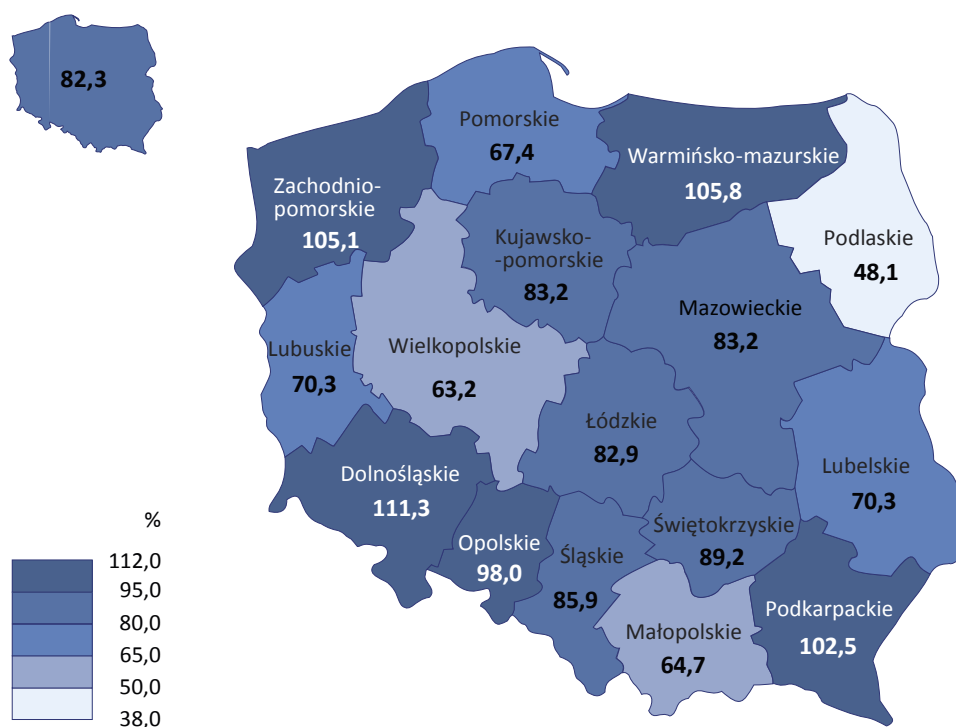 82,3
Pomorskie
67,4
Warmińsko-mazurskie
105,8
Zachodnio-
pomorskie
105,1
Podlaskie
48,1
Kujawsko-
-pomorskie
83,2
Mazowieckie
83,2
Lubuskie
70,3
Wielkopolskie
63,2
Łódzkie
82,9
Lubelskie
70,3
Dolnośląskie
111,3
Opolskie
98,0
Śląskie
85,9
Świętokrzyskie
89,2
Małopolskie
64,7
Podkarpackie
102,5
%
112,0
95,0
80,0
65,0
50,0
38,0